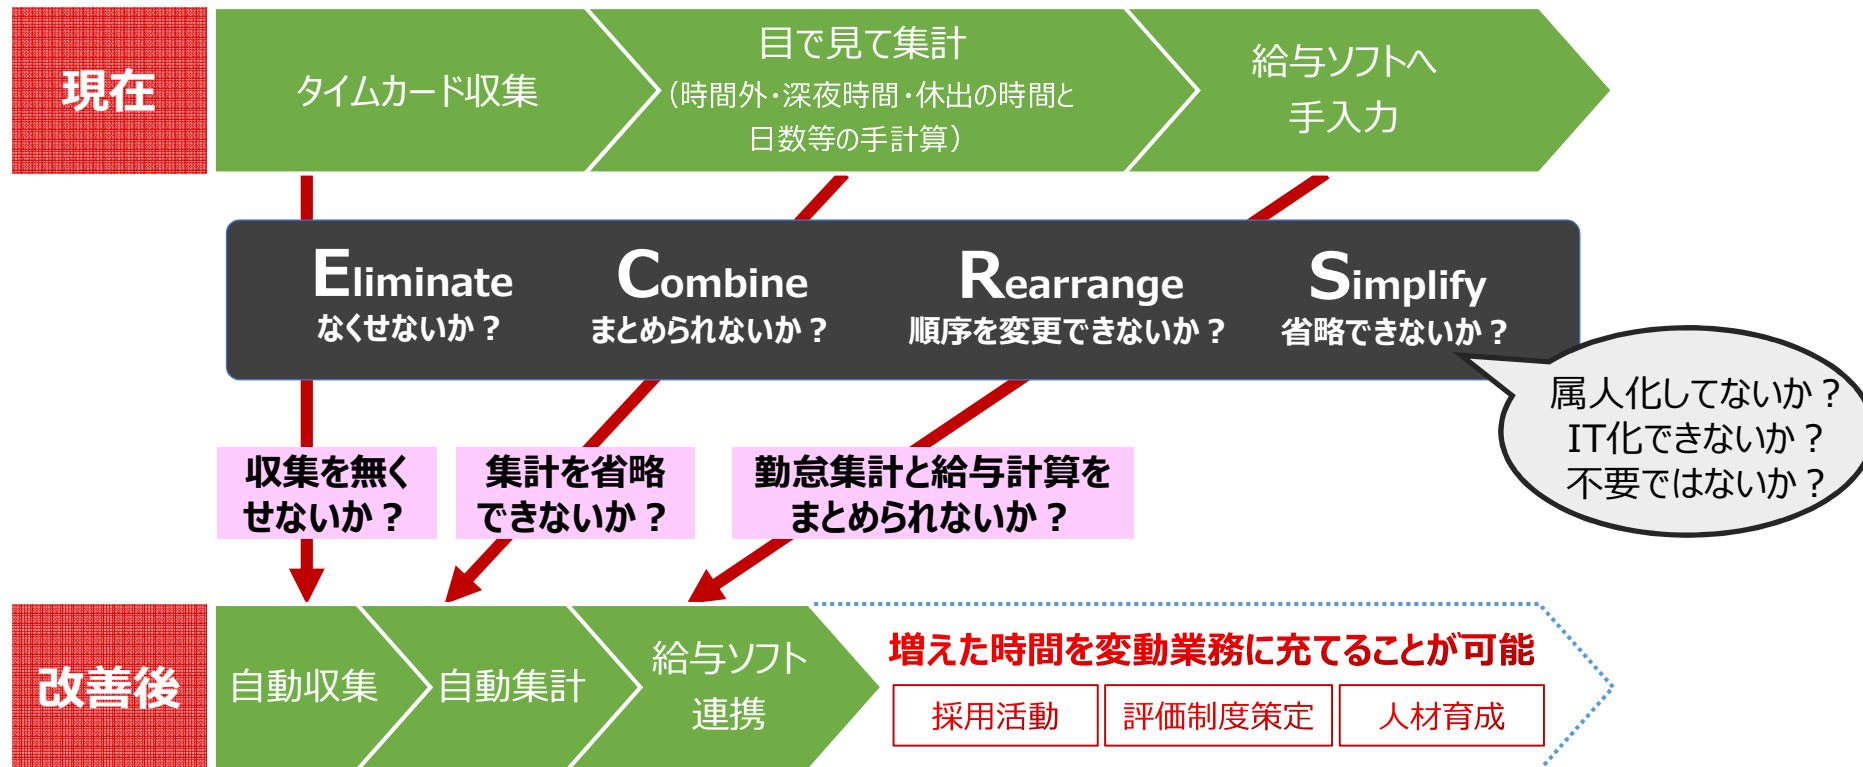 現在
タイムカード収集
目で見て集計
（時間外・深夜時間・休出の時間と
日数等の手計算）
給与ソフトへ
手入力
Eliminate
なくせないか？
Combine
まとめられないか？
Rearrange
順序を変更できないか？
Simplify
省略できないか？
属人化してないか？
IT化できないか？
不要ではないか？
収集を無く
せないか？
集計を省略
できないか？
勤怠集計と給与計算を
まとめられないか？
改善後
自動収集
自動集計
給与ソフト
連携
増えた時間を変動業務に充てることが可能
採用活動
評価制度策定
人材育成